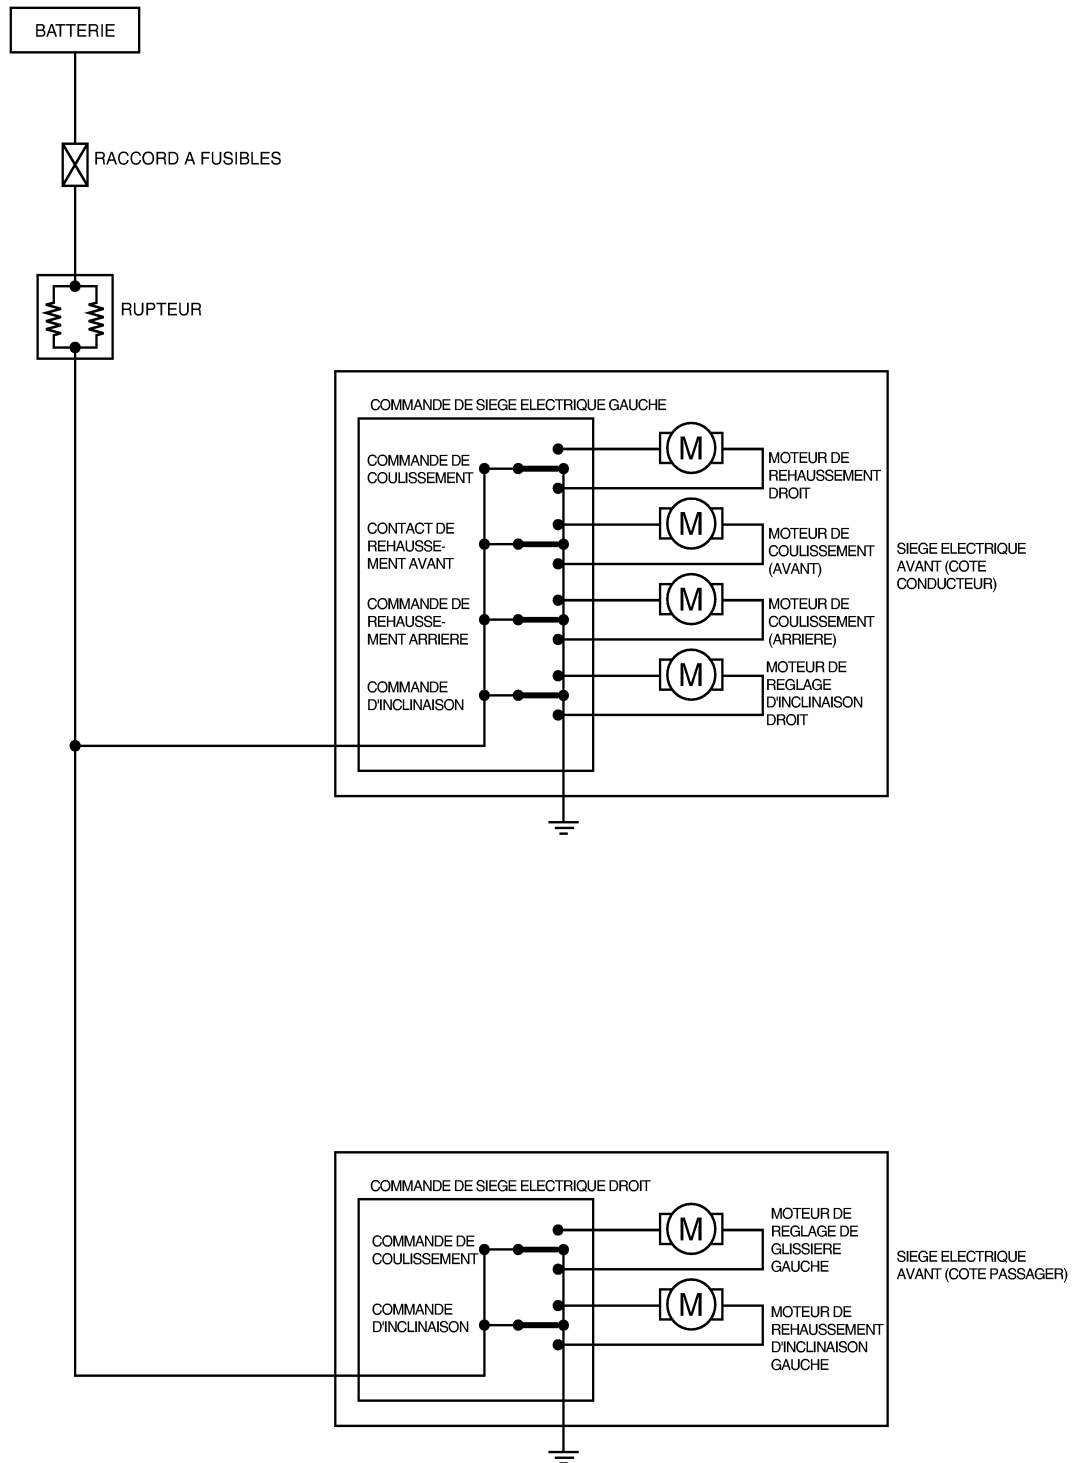 BATTERIE
RACCORD A FUSIBLES
RUPTEUR
COMMANDE DE SIEGE ELECTRIQUE GAUCHE
COMMANDE DE
COULISSEMENT
CONTACT DE
REHAUSSE-
MENT AVANT
COMMANDE DE
REHAUSSE-
MENT ARRIERE
COMMANDE
D'INCLINAISON
M
MOTEUR DE
REHAUSSEMENT
DROIT
M
MOTEUR DE
COULISSEMENT
(AVANT)
M
MOTEUR DE
COULISSEMENT
(ARRIERE)
M
MOTEUR DE
REGLAGE
D'INCLINAISON
DROIT
SIEGE ELECTRIQUE
AVANT (COTE
CONDUCTEUR)
COMMANDE DE SIEGE ELECTRIQUE DROIT
COMMANDE DE
COULISSEMENT
COMMANDE
D'INCLINAISON
M
MOTEUR DE
REGLAGE DE
GLISSIERE
GAUCHE
M
MOTEUR DE
REHAUSSEMENT
D'INCLINAISON
GAUCHE
SIEGE ELECTRIQUE
AVANT (COTE PASSAGER)